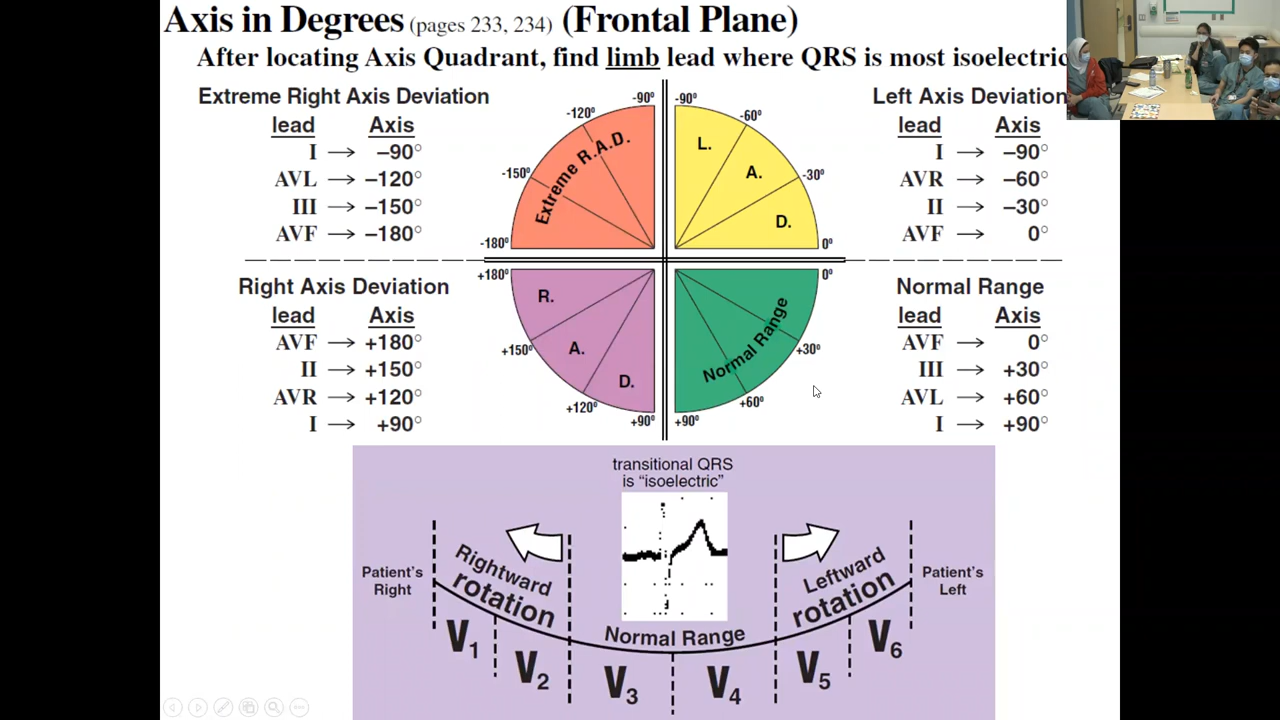 Axis in Degrees (pages 233, 234) (Frontal Plane)
After locating Axis Quadrant, find limb lead where QRS is most isoelectric
Extreme Right Axis Deviation
lead Axis
I → –90°
AVL → –120°
III → –150°
AVF → –180°
-90°
-120°
-150°
-180°
Extreme R.A.D.
-90°
-60°
-30°
0°
L.
A.
D.
Left Axis Deviation
lead Axis
I → –90°
AVR → –60°
II → –30°
AVF → 0°
Right Axis Deviation
lead Axis
AVF → +180°
II → +150°
AVR → +120°
I → +90°
+180°
+150°
+120°
+90°
R.
A.
D.
0°
+30°
+60°
+90°
Normal Range
Normal Range
lead Axis
AVF → 0°
III → +30°
AVL → +60°
I → +90°
transitional QRS
is “isoelectric”
Patient’s
Right
Rightward
rotation
Normal Range
Leftward
rotation
Patient’s
Left
V1
V2
V3
V4
V5
V6